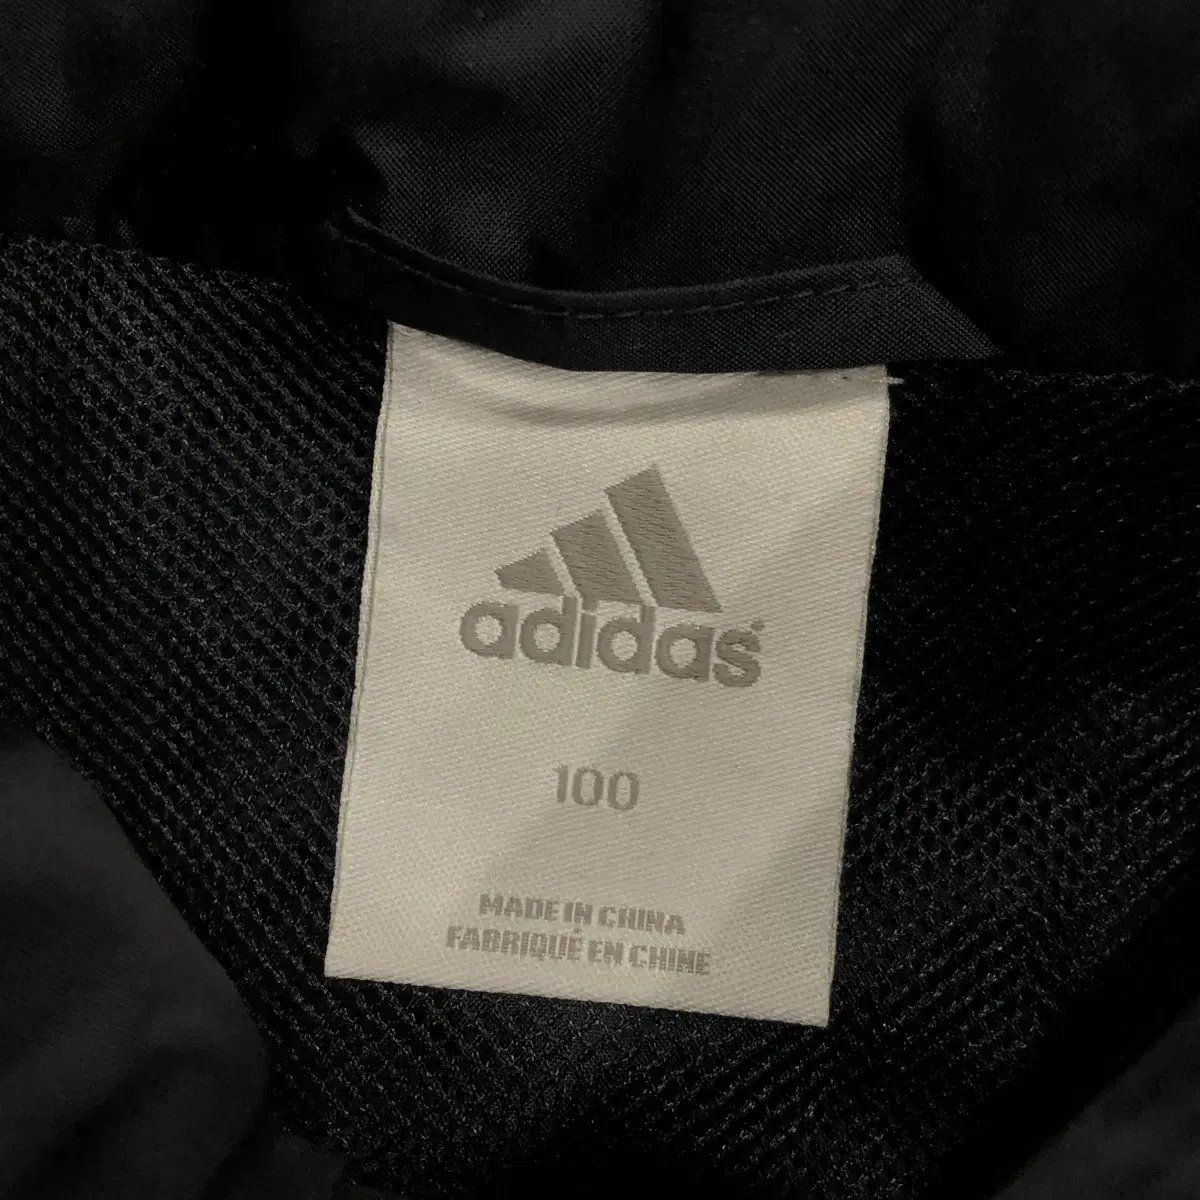 adidas
100
MADE IN CHINA
FABRIQUÉ EN CHINE